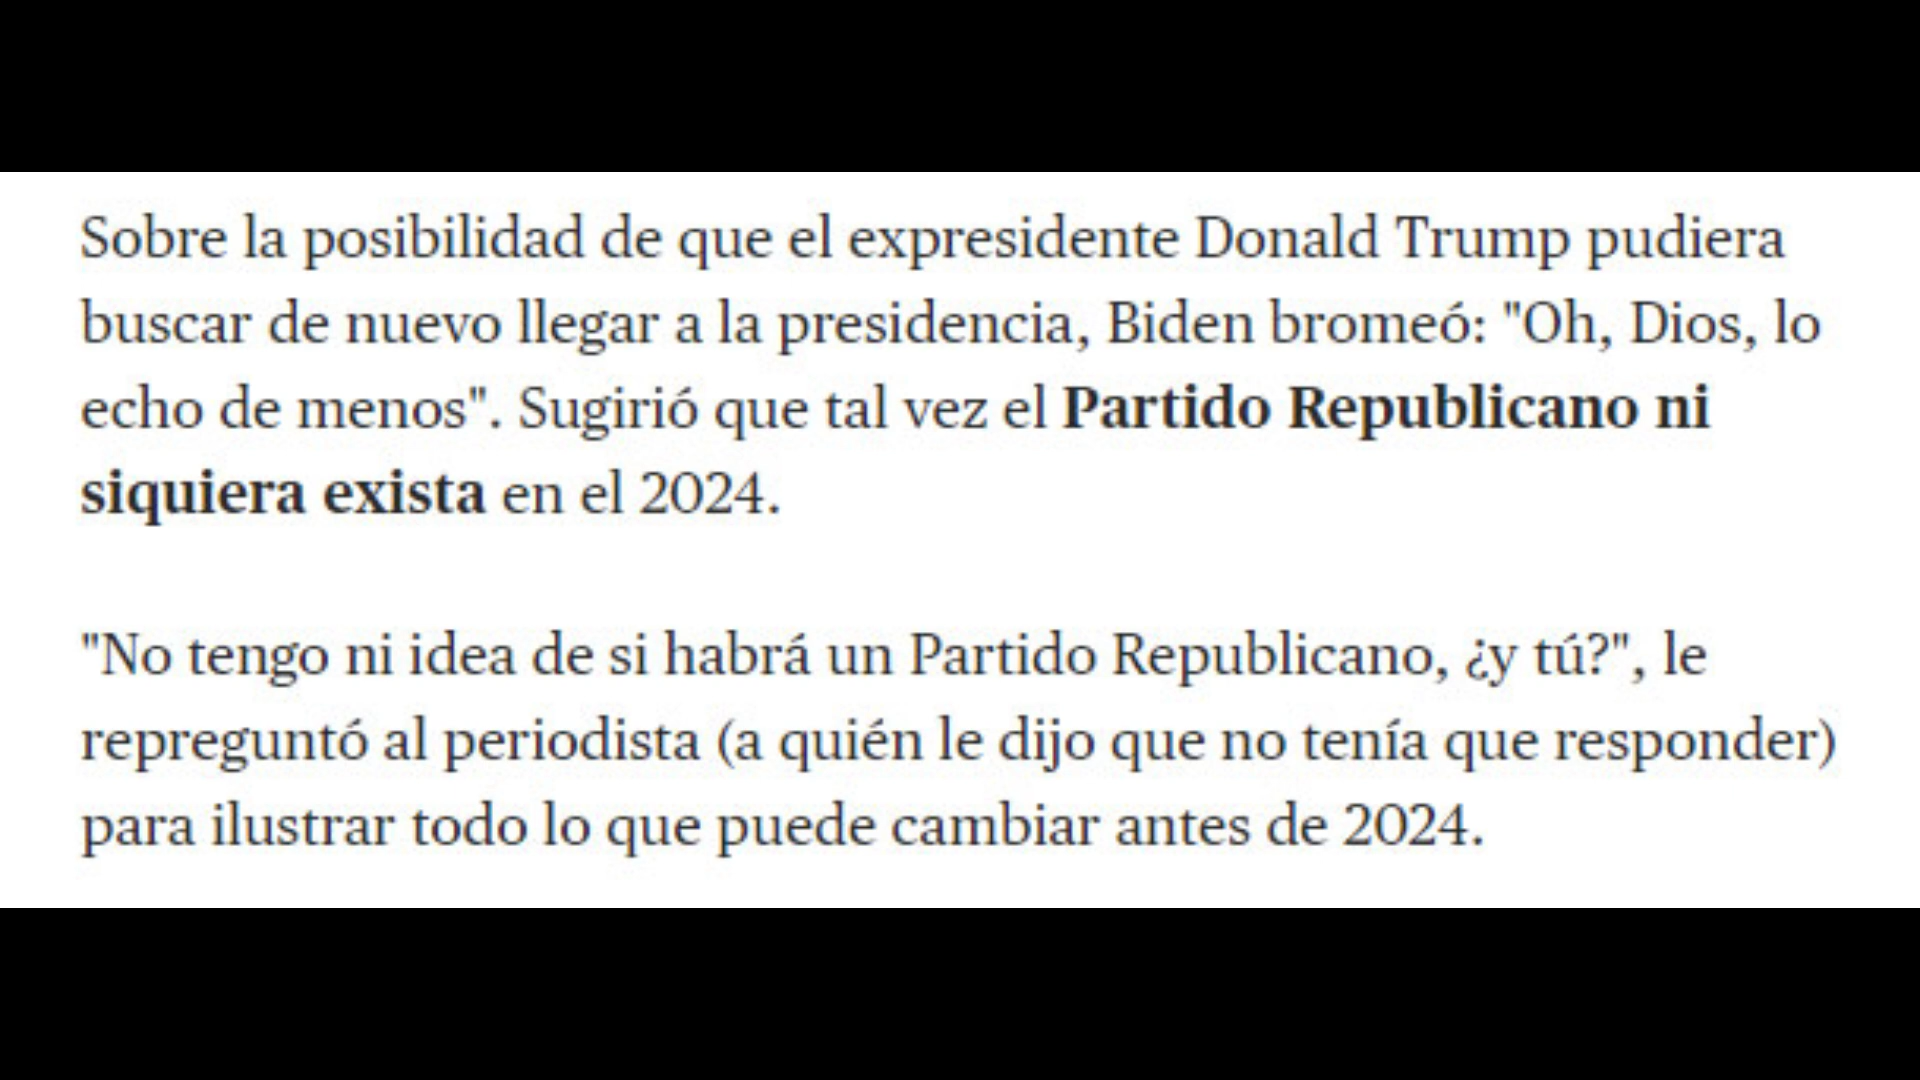 Sobre la posibilidad de que el expresidente Donald Trump pudiera
buscar de nuevo llegar a la presidencia, Biden bromeó: "Oh, Dios, lo
echo de menos". Sugirió que tal vez el Partido Republicano ni
siquiera exista en el 2024.
"No tengo ni idea de si habrá un Partido Republicano, ¿y tú?", le
repreguntó al periodista (a quién le dijo que no tenía que responder)
para ilustrar todo lo que puede cambiar antes de 2024.